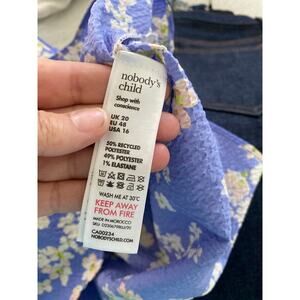 nobody's
child
Shop with
conscience
UK 20
EU 48
USA 16
50% RECYCLED
POLYESTER
49% POLYESTER
1% ELASTANE
WASH ME AT 30°C
KEEP AWAY
FROM FIRE
MADE IN MOROCCO
CA00234
NOBODYSCHILD.COM